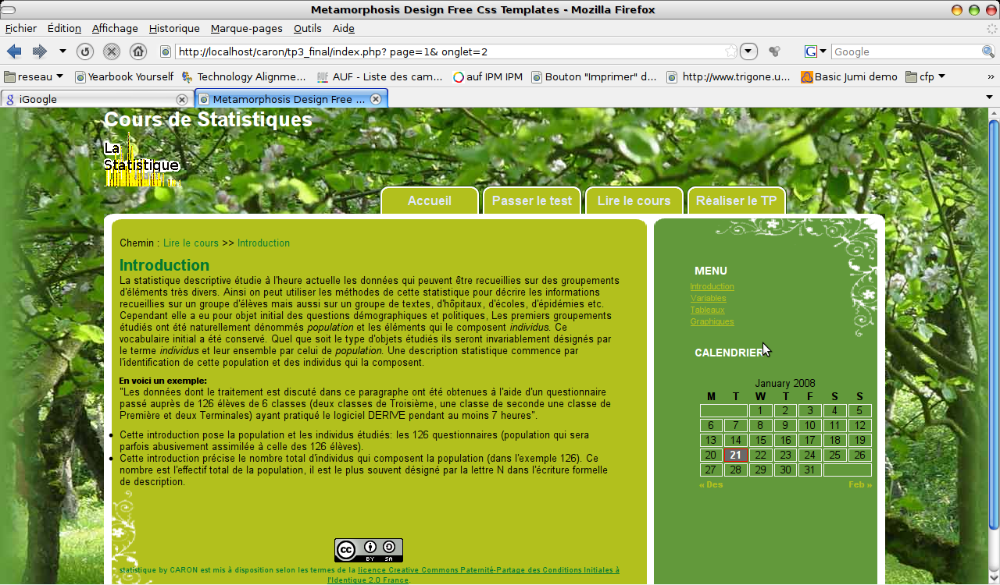 Metamorphosis Design Free Css Templates - Mozilla Firefox
Fichier Édition Affichage Historique Marque-pages Outils Aide
http://localhost/caron/tp3_final/index.php? page=1& onglet=2 G Google
reseau Yearbook Yourself Technology Alignme... AUF - Liste des cam... auf IPM IPM Bouton "Imprimer" d... http://www.trigone.u... Basic Jumi demo cfp »
iGoogle Metamorphosis Design Free ...
Cours de Statistiques
La
Statistique
Accueil Passer le test Lire le cours Réaliser le TP
Chemin : Lire le cours >> Introduction
Introduction
La statistique descriptive étudie à l'heure actuelle les données qui peuvent être recueillies sur des groupements
d'éléments très divers. Ainsi on peut utiliser les méthodes de cette statistique pour décrire les informations
recueillies sur un groupe d'élèves mais aussi sur un groupe de textes, d'hôpitaux, d'écoles, d'épidémies etc.
Cependant elle a eu pour objet initial des questions démographiques et politiques, Les premiers groupements
étudiés ont été naturellement dénommés population et les éléments qui le composent individus. Ce
vocabulaire initial a été conservé. Quel que soit le type d'objets étudiés ils seront invariablement désignés par
le terme individus et leur ensemble par celui de population. Une description statistique commence par
l'identification de cette population et des individus qui la composent.
En voici un exemple:
"Les données dont le traitement est discuté dans ce paragraphe ont été obtenues à l'aide d'un questionnaire
passé auprès de 126 élèves de 6 classes (deux classes de Troisième, une classe de seconde une classe de
Première et deux Terminales) ayant pratiqué le logiciel DERIVE pendant au moins 7 heures".
• Cette introduction pose la population et les individus étudiés: les 126 questionnaires (population qui sera
parfois abusivement assimilée à celle des 126 élèves).
• Cette introduction précise le nombre total d'individus qui composent la population (dans l'exemple 126). Ce
nombre est l'effectif total de la population, il est le plus souvent désigné par la lettre N dans l'écriture formelle
de description.
cc BY SA
statistique by CARON est mis à disposition selon les termes de la licence Creative Commons Paternité-Partage des Conditions Initiales à
l'Identique 2.0 France.
MENU
Introduction
Variables
Tableaux
Graphiques
CALENDRIER
January 2008
M T W T F S S
1 2 3 4 5
6 7 8 9 10 11 12
13 14 15 16 17 18 19
20 21 22 23 24 25 26
27 28 29 30 31
« Des Feb »